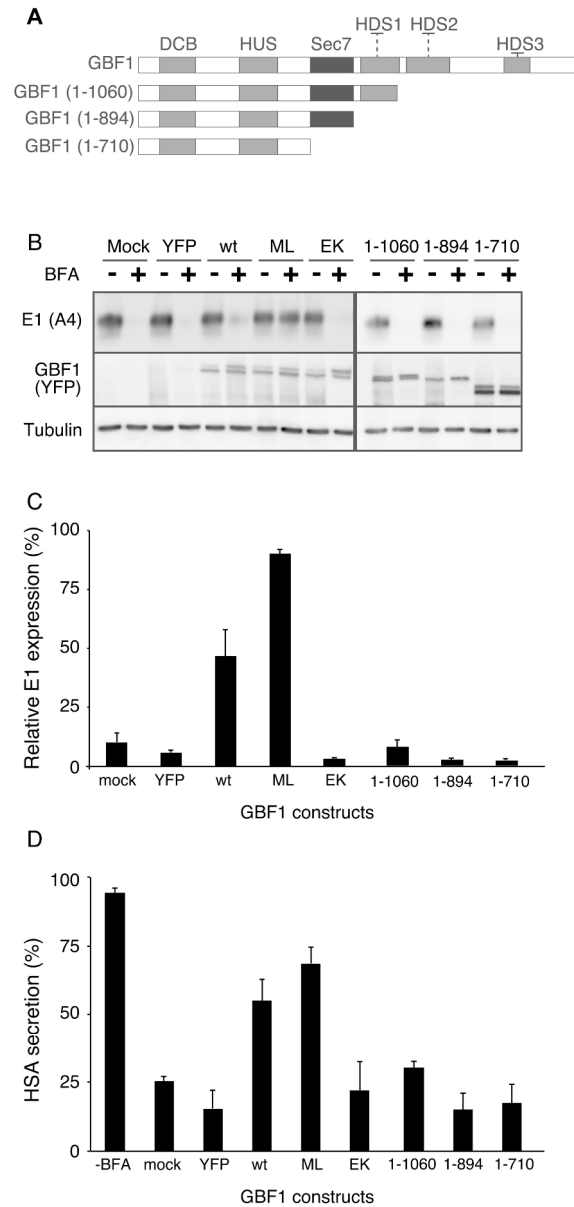 A
HDS1 HDS2
DCB HUS Sec7 HDS3
GBF1
GBF1 (1-1060)
GBF1 (1-894)
GBF1 (1-710)
B
Mock YFP wt ML EK 1-1060 1-894 1-710
BFA - + - + - + - + - + - + - + - +
E1 (A4)
GBF1
(YFP)
Tubulin
C
Relative E1 expression (%)
100
75
50
25
0
mock YFP wt ML EK 1-1060 1-894 1-710
GBF1 constructs
D
HSA secretion (%)
100
75
50
25
0
-BFA mock YFP wt ML EK 1-1060 1-894 1-710
GBF1 constructs